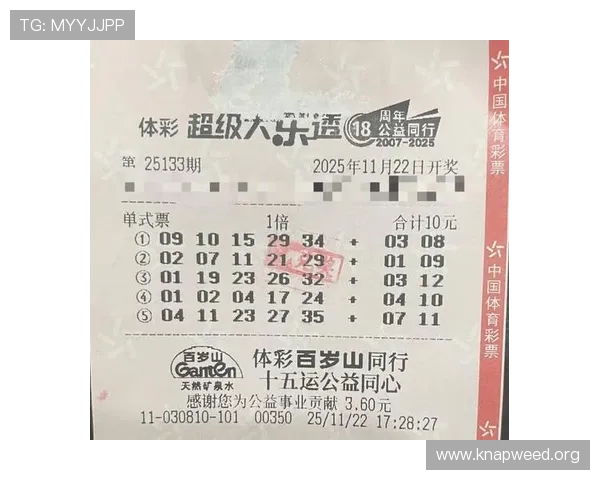 TG: MYYJJPP
体彩 超级大乐透 18周年公益同行 2007-2025
第 25133期 2025年11月22日开奖
单式票 1倍 合计10元
① 09 10 15 29 34 + 03 08
② 02 07 11 21 29 + 01 09
③ 01 19 23 26 32 + 03 12
④ 01 02 04 17 24 + 04 10
⑤ 04 11 23 27 35 + 07 11
百岁山 Ganten 天然矿泉水
体彩百岁山同行
十五运公益同心
感谢您为公益事业贡献 3.60元
11-030810-101 00350 25/11/22 17:28:27
中国体育彩票
中国体育彩票
www.knapweed.org